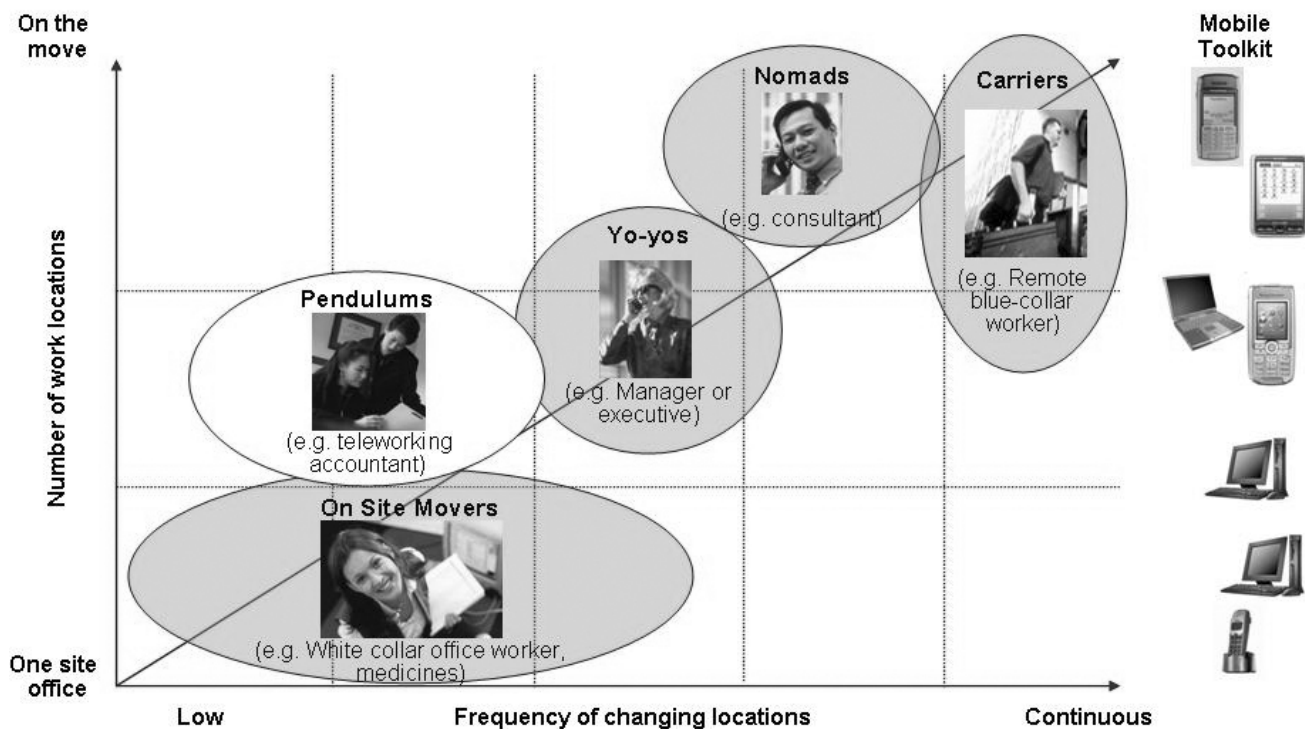 On the
move
Mobile
Toolkit
Nomads
Carriers
(e.g. consultant)
Yo-yos
(e.g. Remote
blue-collar
worker)
Pendulums
(e.g. Manager or
executive)
(e.g. teleworking
accountant)
Number of work locations
On Site Movers
(e.g. White collar office worker,
medicines)
One site
office
Low
Frequency of changing locations
Continuous